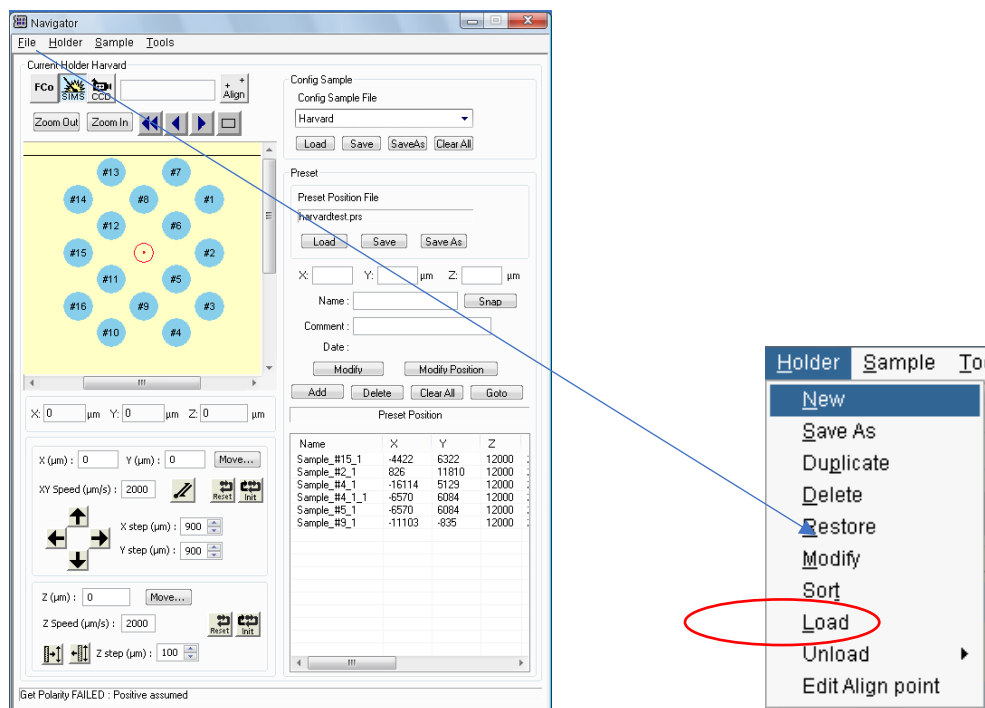 Navigator
File Holder Sample Tools
Current Holder Harvard
FCo SIMS CCD Align
Zoom Out Zoom In
#13 #7
#14 #8 #1
#12 #6
#15 #2
#11 #5
#16 #9 #3
#10 #4
X: 0 µm Y: 0 µm Z: 0 µm
X (µm) : 0 Y (µm) : 0 Move...
XY Speed (µm/s) : 2000 Reset Init
X step (µm) : 900
Y step (µm) : 900
Z (µm) : 0 Move...
Z Speed (µm/s) : 2000 Reset Init
Z step (µm) : 100
Config Sample
Config Sample File
Harvard
Load Save SaveAs Clear All
Preset
Preset Position File
harvardtest.prs
Load Save Save As
X: Y: µm Z: µm
Name : Snap
Comment :
Date :
Modify Modify Position
Add Delete Clear All Goto
Preset Position
Name X Y Z
Sample_#15_1 -4422 6322 12000
Sample_#2_1 826 11810 12000
Sample_#4_1 -16114 5129 12000
Sample_#4_1_1 -6570 6084 12000
Sample_#5_1 -6570 6084 12000
Sample_#9_1 -11103 -835 12000
Get Polarity FAILED : Positive assumed
Holder Sample To
New
Save As
Duplicate
Delete
Restore
Modify
Sort
Load
Unload
Edit Align point